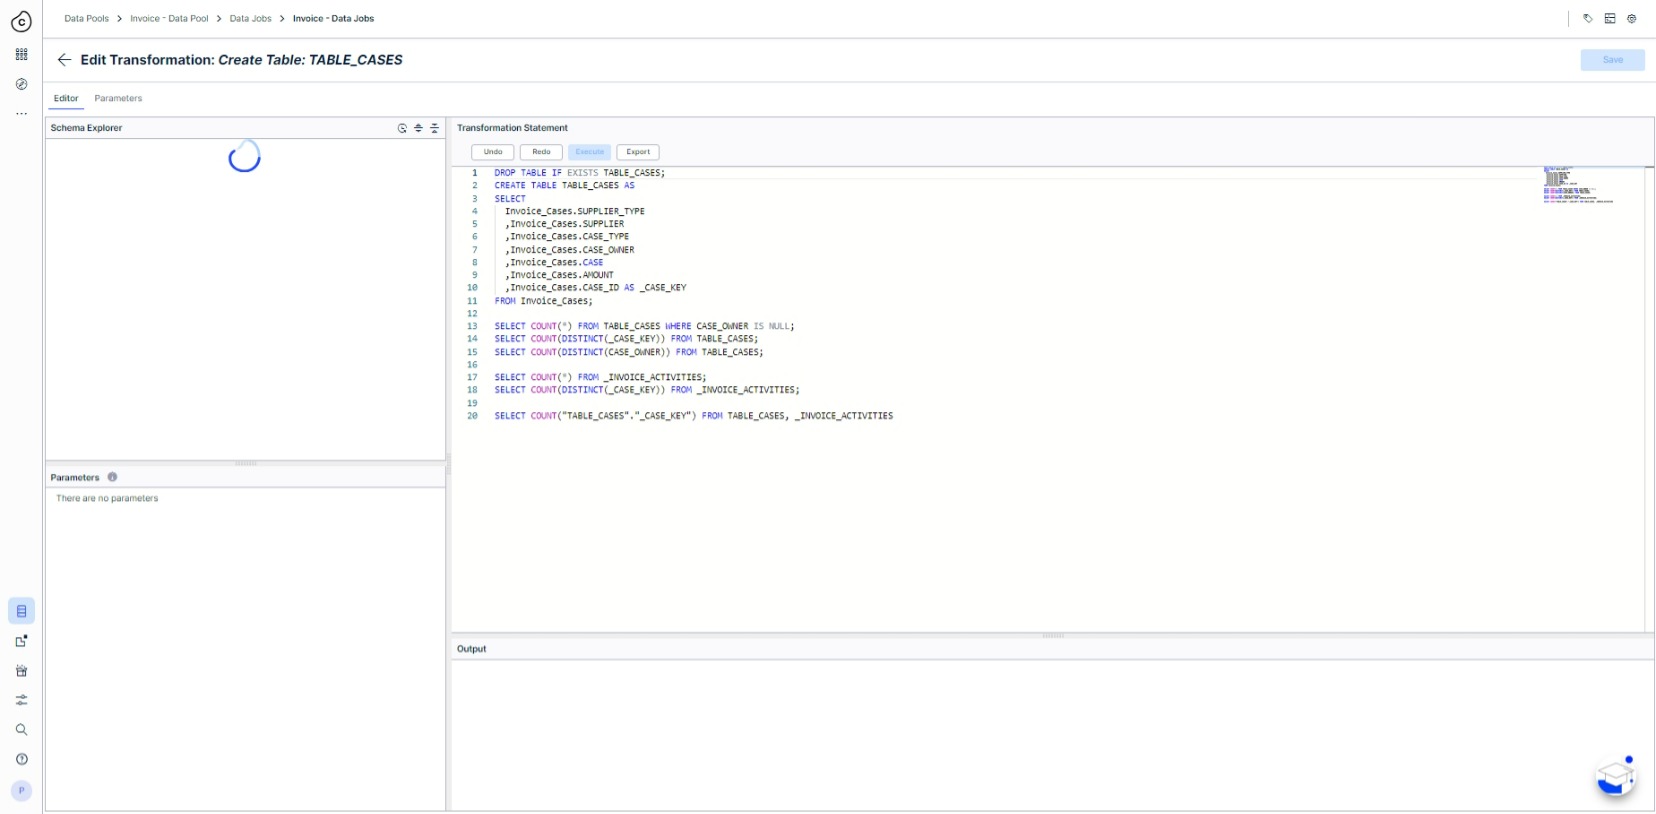 Data Pools > Invoice - Data Pool > Data Jobs > Invoice - Data Jobs
Edit Transformation: Create Table: TABLE_CASES
Save
Editor Parameters
Schema Explorer
Transformation Statement
Undo Redo Execute Export
1 DROP TABLE IF EXISTS TABLE_CASES;
2 CREATE TABLE TABLE_CASES AS
3 SELECT
4 Invoice_Cases.SUPPLIER_TYPE
5 ,Invoice_Cases.SUPPLIER
6 ,Invoice_Cases.CASE_TYPE
7 ,Invoice_Cases.CASE_OWNER
8 ,Invoice_Cases.CASE
9 ,Invoice_Cases.AMOUNT
10 ,Invoice_Cases.CASE_ID AS _CASE_KEY
11 FROM Invoice_Cases;
12
13 SELECT COUNT(*) FROM TABLE_CASES WHERE CASE_OWNER IS NULL;
14 SELECT COUNT(DISTINCT(_CASE_KEY)) FROM TABLE_CASES;
15 SELECT COUNT(DISTINCT(CASE_OWNER)) FROM TABLE_CASES;
16
17 SELECT COUNT(*) FROM _INVOICE_ACTIVITIES;
18 SELECT COUNT(DISTINCT(_CASE_KEY)) FROM _INVOICE_ACTIVITIES;
19
20 SELECT COUNT("TABLE_CASES"."_CASE_KEY") FROM TABLE_CASES, _INVOICE_ACTIVITIES
Parameters
There are no parameters
Output
P